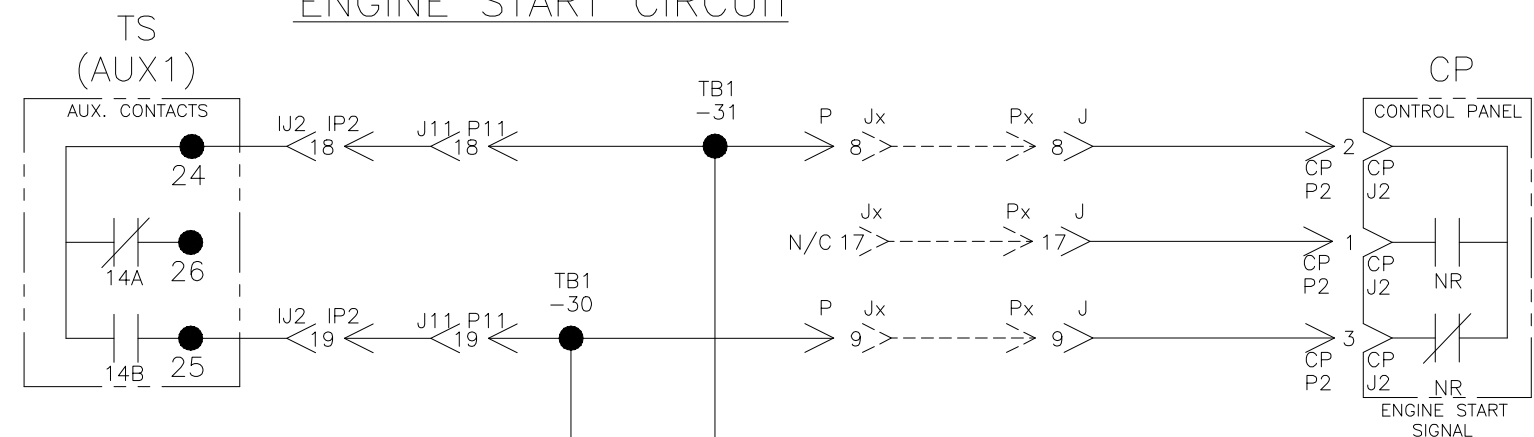 ENGINE START CIRCUIT
TS
(AUX1)
AUX. CONTACTS
24
14A
26
14B
25
IJ2 IP2
18
J11 P11
18
TB1
-31
P Jx
8
Px J
8
2
CP
P2
CP
J2
CP
CONTROL PANEL
N/C 17
Jx
Px J
17
1
CP
P2
CP
J2
NR
IJ2 IP2
19
J11 P11
19
TB1
-30
P Jx
9
Px J
9
3
CP
P2
CP
J2
NR
ENGINE START
SIGNAL